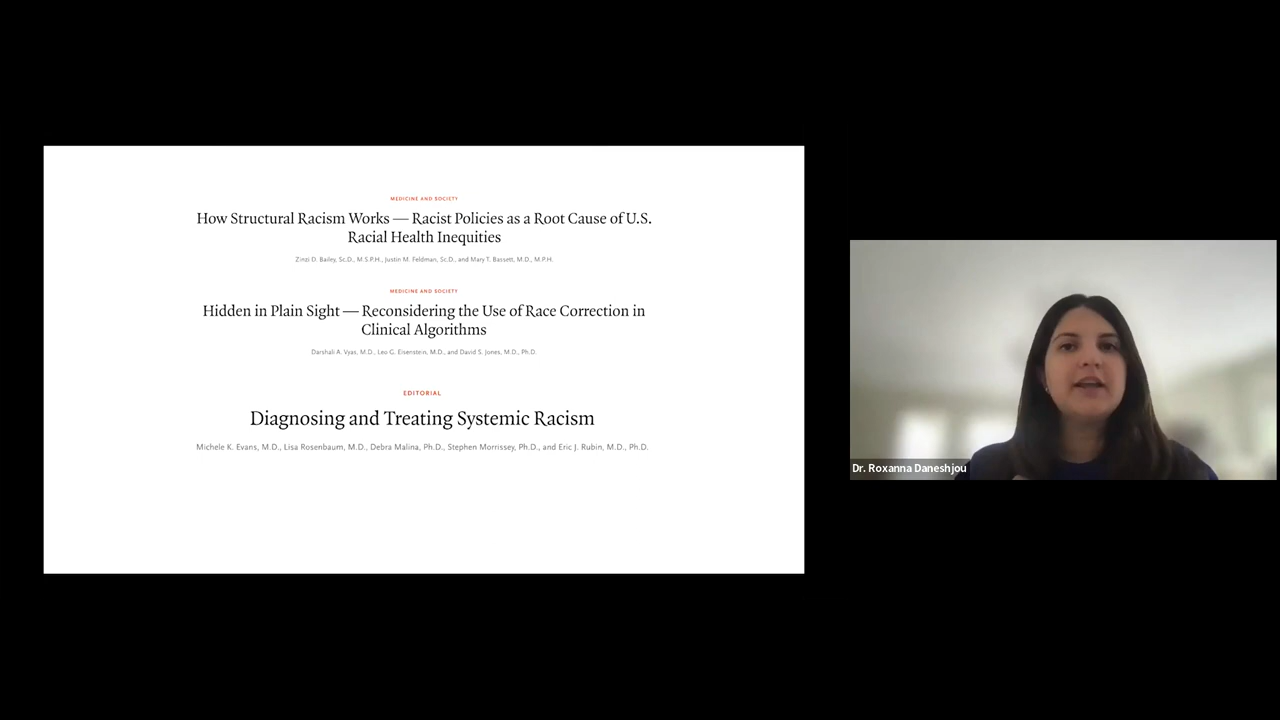 MEDICINE AND SOCIETY
How Structural Racism Works — Racist Policies as a Root Cause of U.S.
Racial Health Inequities
Zinzi D. Bailey, Sc.D., M.S.P.H., Justin M. Feldman, Sc.D., and Mary T. Bassett, M.D., M.P.H.
MEDICINE AND SOCIETY
Hidden in Plain Sight — Reconsidering the Use of Race Correction in
Clinical Algorithms
Darshali A. Vyas, M.D., Leo G. Eisenstein, M.D., and David S. Jones, M.D., Ph.D.
EDITORIAL
Diagnosing and Treating Systemic Racism
Michele K. Evans, M.D., Lisa Rosenbaum, M.D., Debra Malina, Ph.D., Stephen Morrissey, Ph.D., and Eric J. Rubin, M.D., Ph.D.
Dr. Roxanna Daneshjou